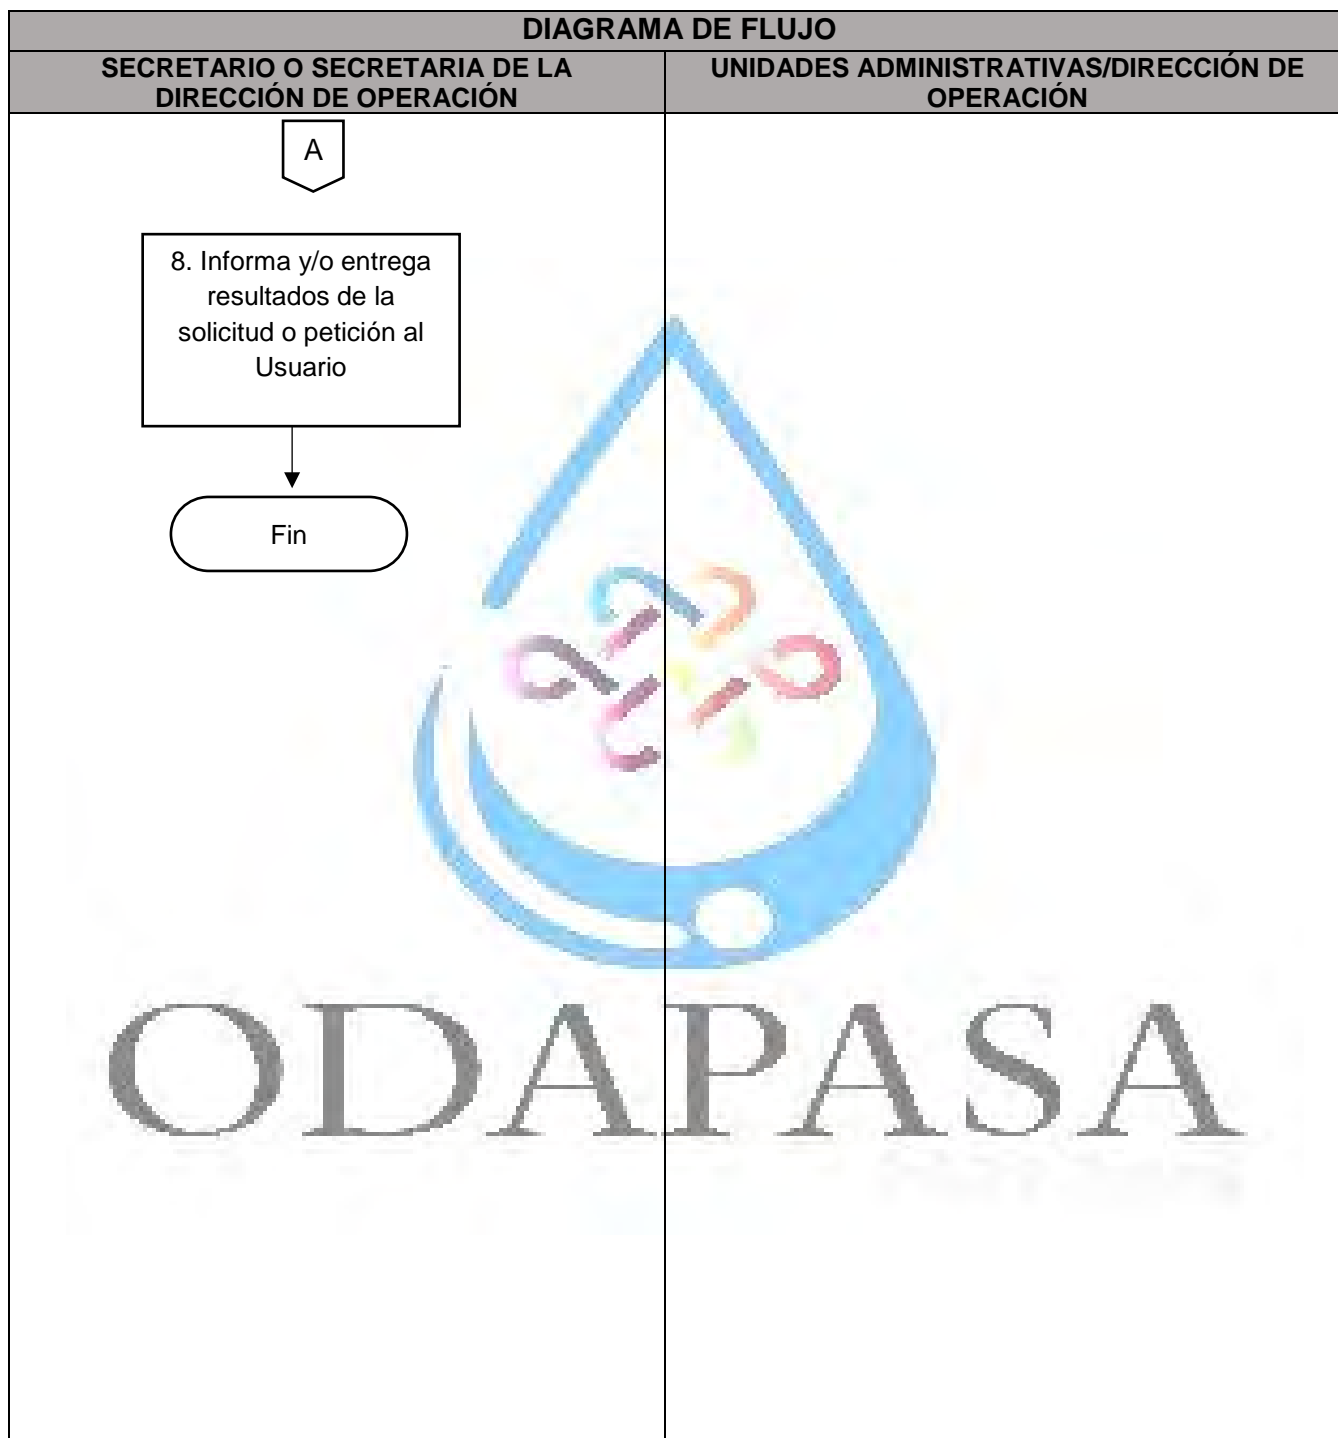 DIAGRAMA DE FLUJO
SECRETARIO O SECRETARIA DE LA
DIRECCIÓN DE OPERACIÓN
UNIDADES ADMINISTRATIVAS/DIRECCIÓN DE
OPERACIÓN
A
8. Informa y/o entrega
resultados de la
solicitud o petición al
Usuario
Fin
ODAPASA